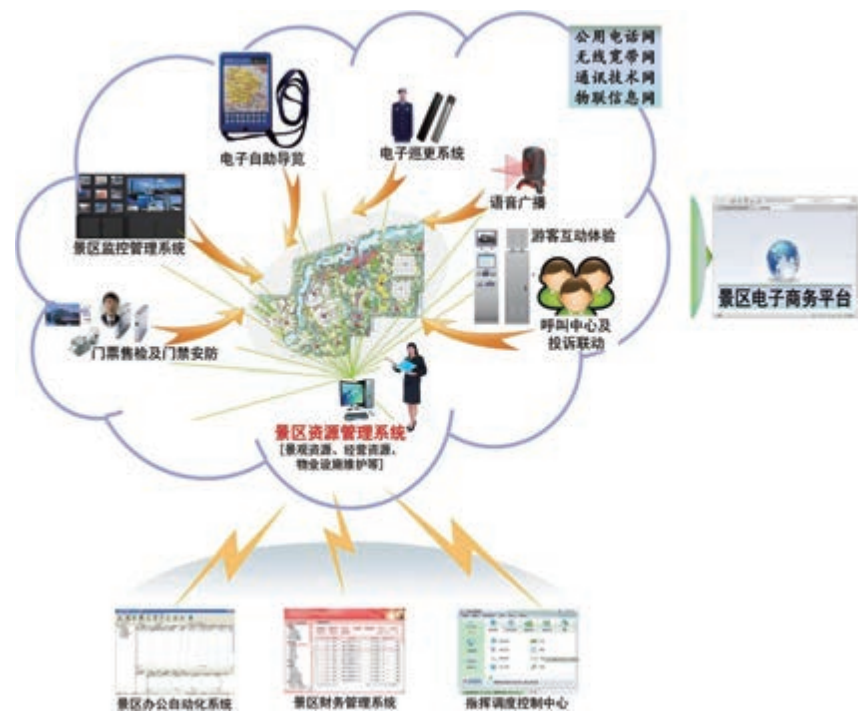 公用电话网
无线宽带网
通讯技术网
物联信息网
电子自助导览
电子巡更系统
语音广播
景区监控管理系统
游客互动体验
景区电子商务平台
门票售检及门禁安防
呼叫中心及
投诉联动
景区资源管理系统
[景观资源、经营资源、
物业设施维护等]
景区办公自动化系统
景区财务管理系统
指挥调度控制中心